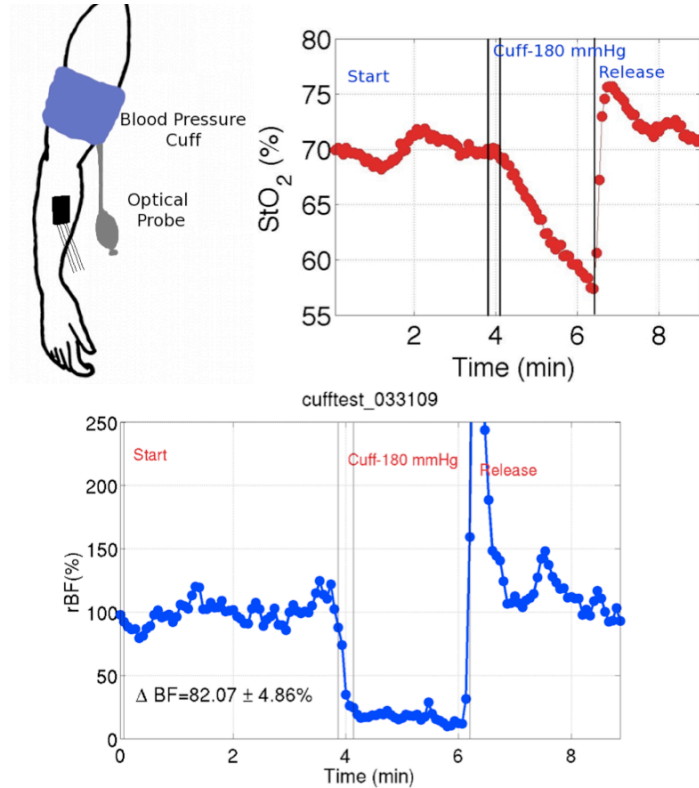 Blood Pressure
Cuff
Optical
Probe
80
75
70
65
60
55
StO2 (%)
Start
Cuff-180 mmHg
Release
2
4
6
8
Time (min)
cufftest_033109
250
200
150
100
50
0
rBF(%)
Start
Cuff-180 mmHg
Release
Δ BF=82.07 ± 4.86%
0
2
4
6
8
Time (min)